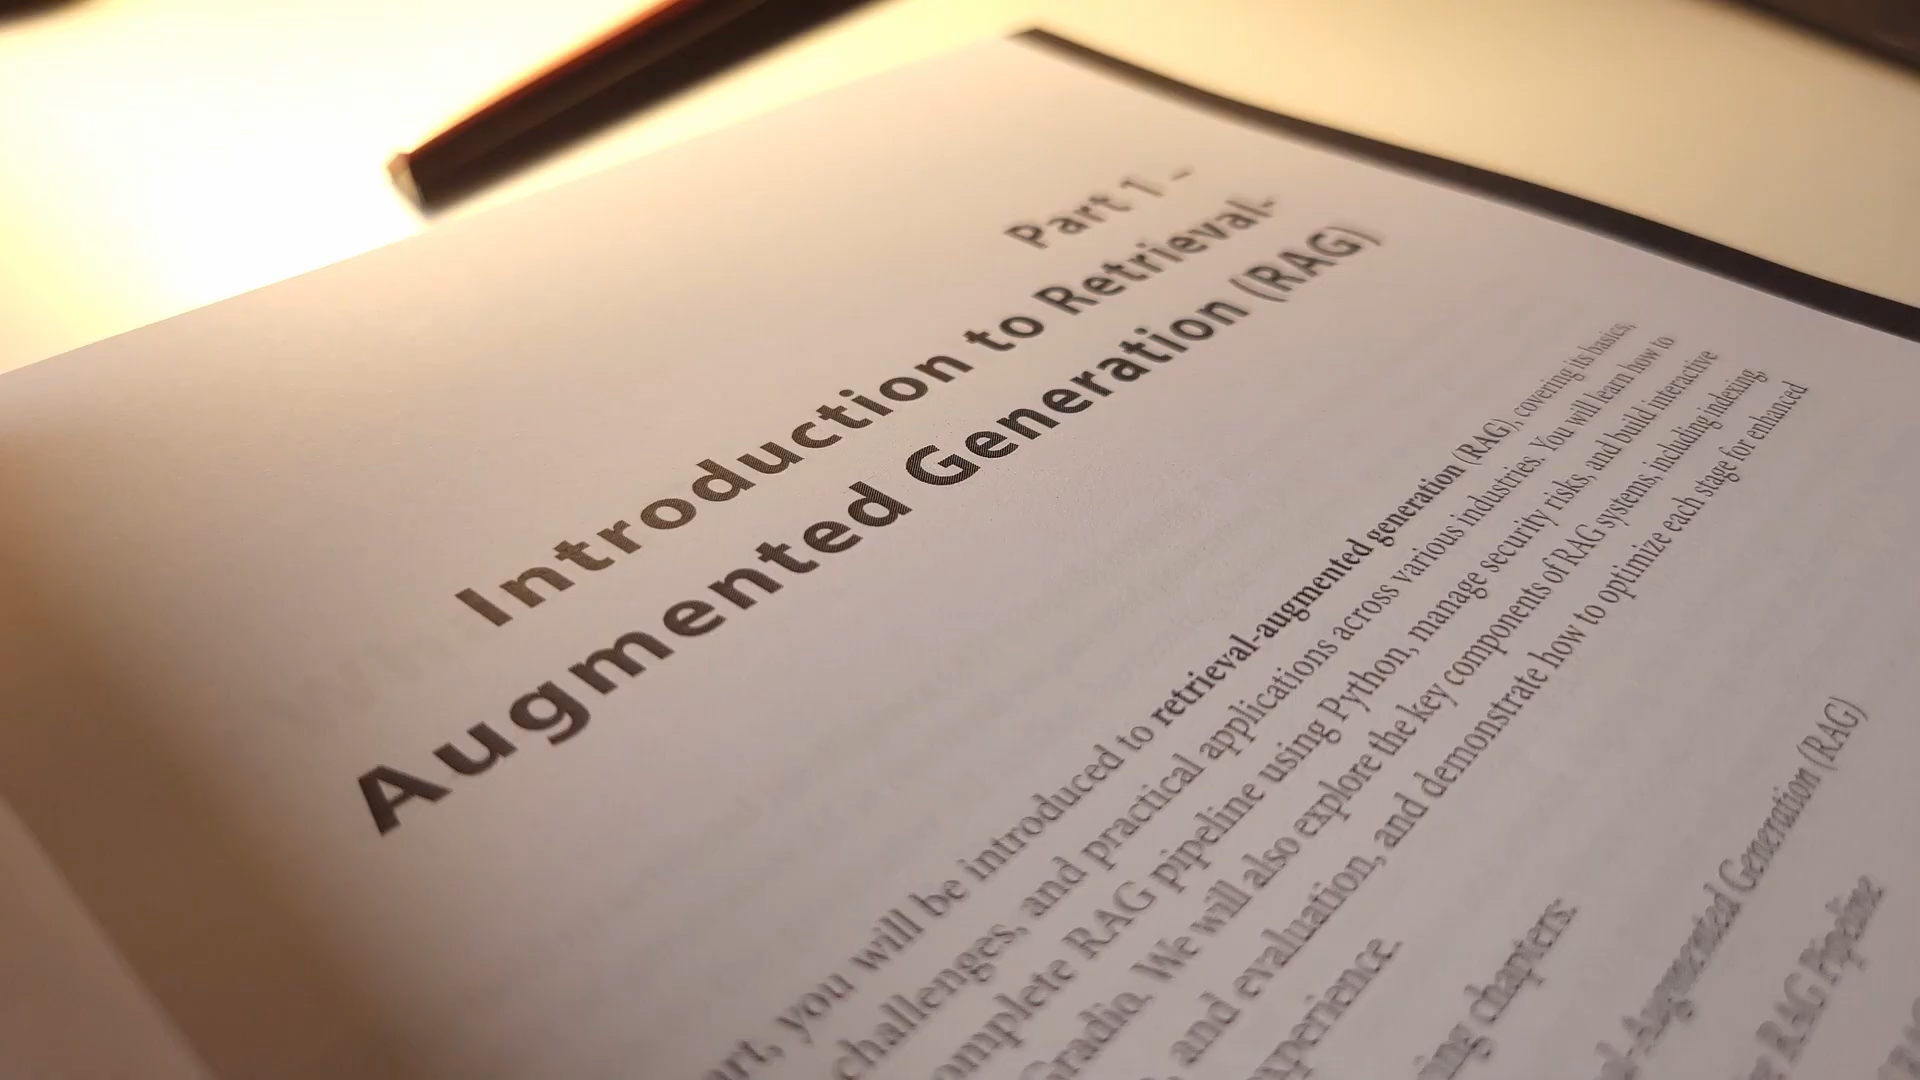 Part 1 –
Introduction to Retrieval-
Augmented Generation (RAG)
art, you will be introduced to retrieval-augmented generation (RAG), covering its basics,
challenges, and practical applications across various industries. You will learn how to
omplete RAG pipeline using Python, manage security risks, and build interactive
Gradio. We will also explore the key components of RAG systems, including indexing,
and evaluation, and demonstrate how to optimize each stage for enhanced
xperience.
ing chapters:
l-Augmented Generation (RAG)
RAG Pipeline